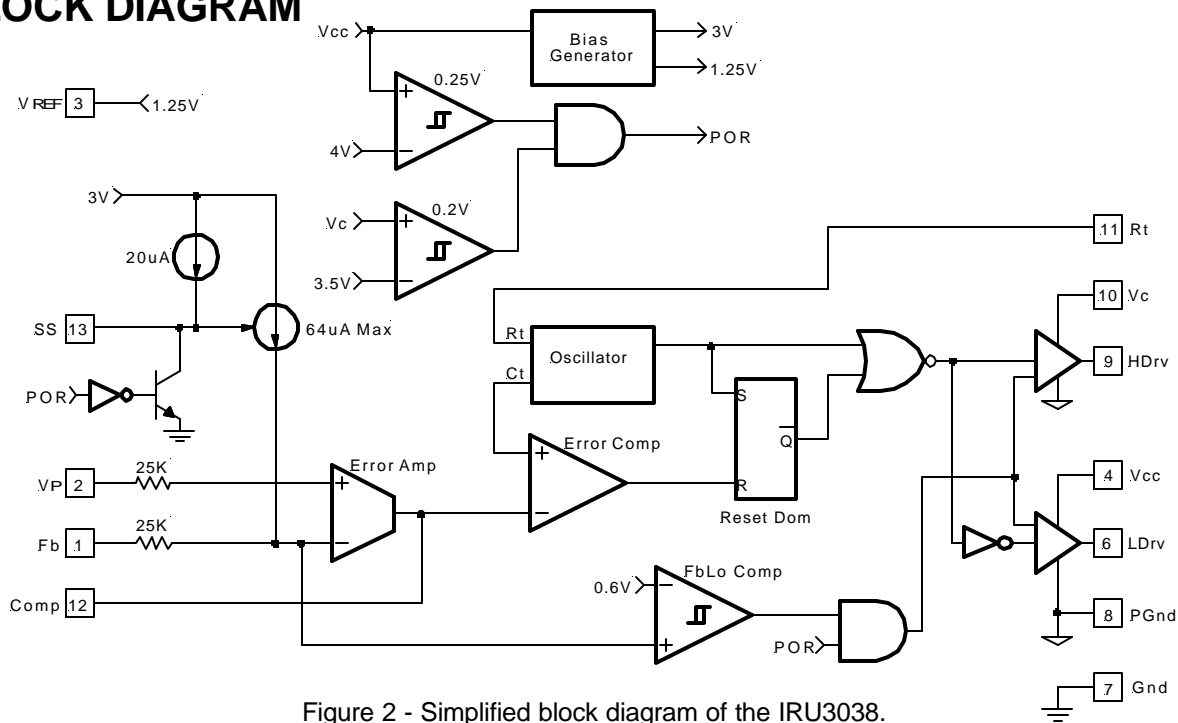 BLOCK DIAGRAM
Vcc
Bias
Generator
3V
1.25V
VREF 3
1.25V
0.25V
4V
POR
3V
Vc
0.2V
3.5V
20uA
SS 13
64uA Max
POR
11 Rt
10 Vc
Rt
Oscillator
Ct
9 HDrv
S
Q
R
Reset Dom
Error Comp
VP 2
25K
Error Amp
Fb 1
25K
Comp 12
4 Vcc
6 LDrv
0.6V
FbLo Comp
POR
8 PGnd
7 Gnd
Figure 2 - Simplified block diagram of the IRU3038.